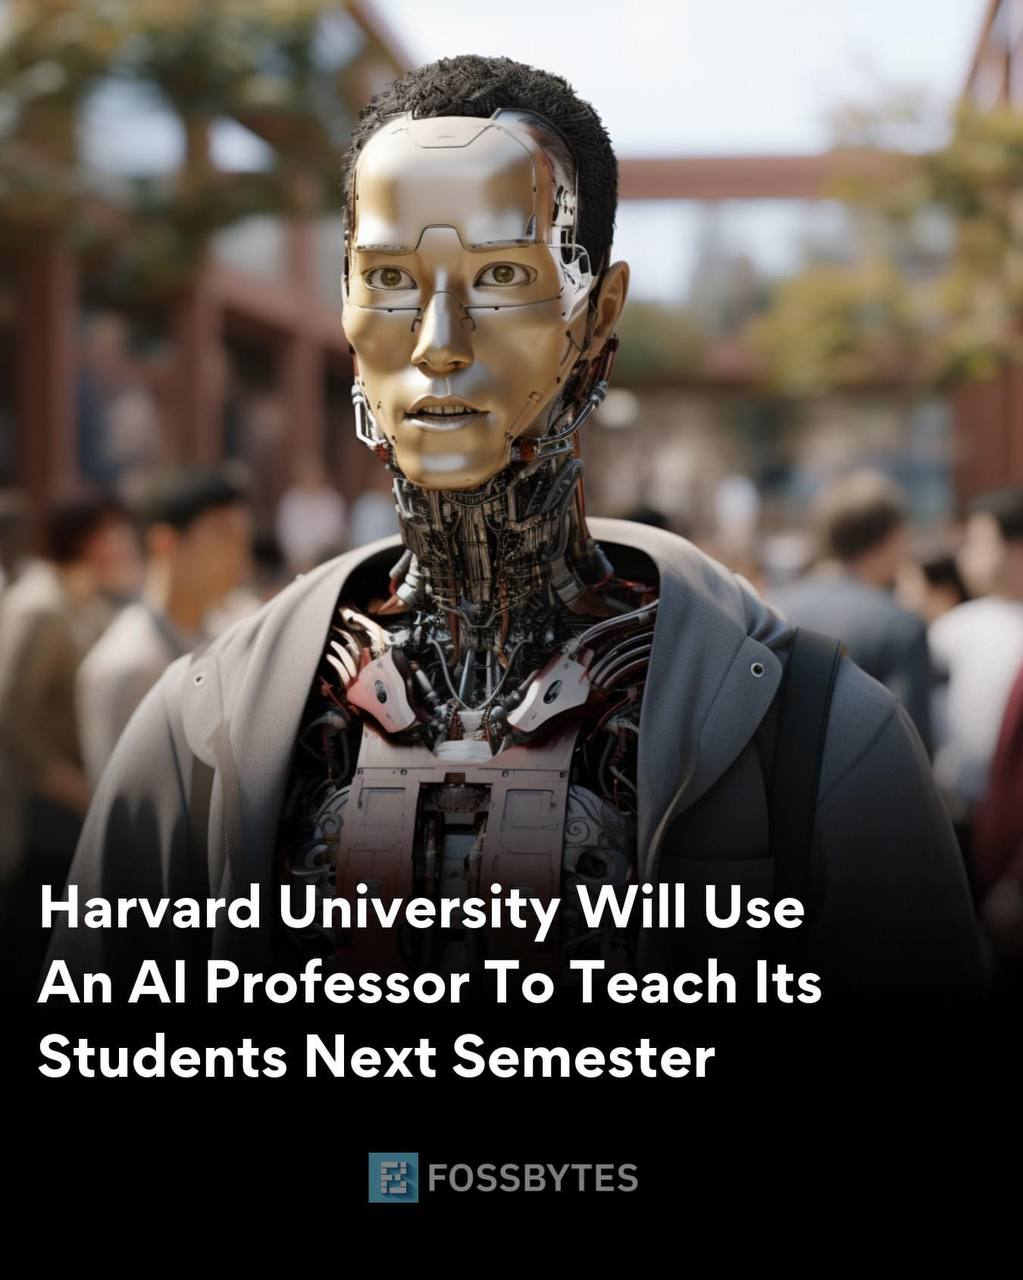 Harvard University Will Use
An AI Professor To Teach Its
Students Next Semester
FOSSBYTES